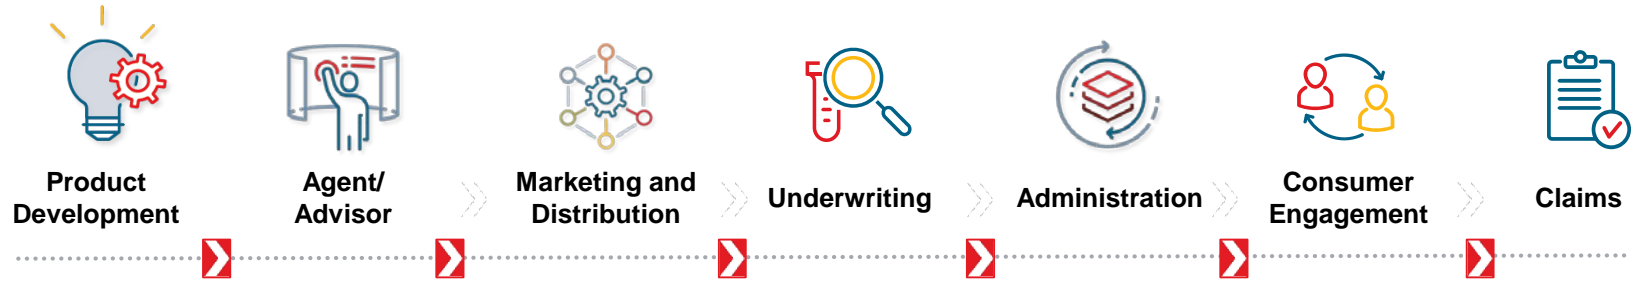 Product
Development
Agent/
Advisor
Marketing and
Distribution
Underwriting
Administration
Consumer
Engagement
Claims